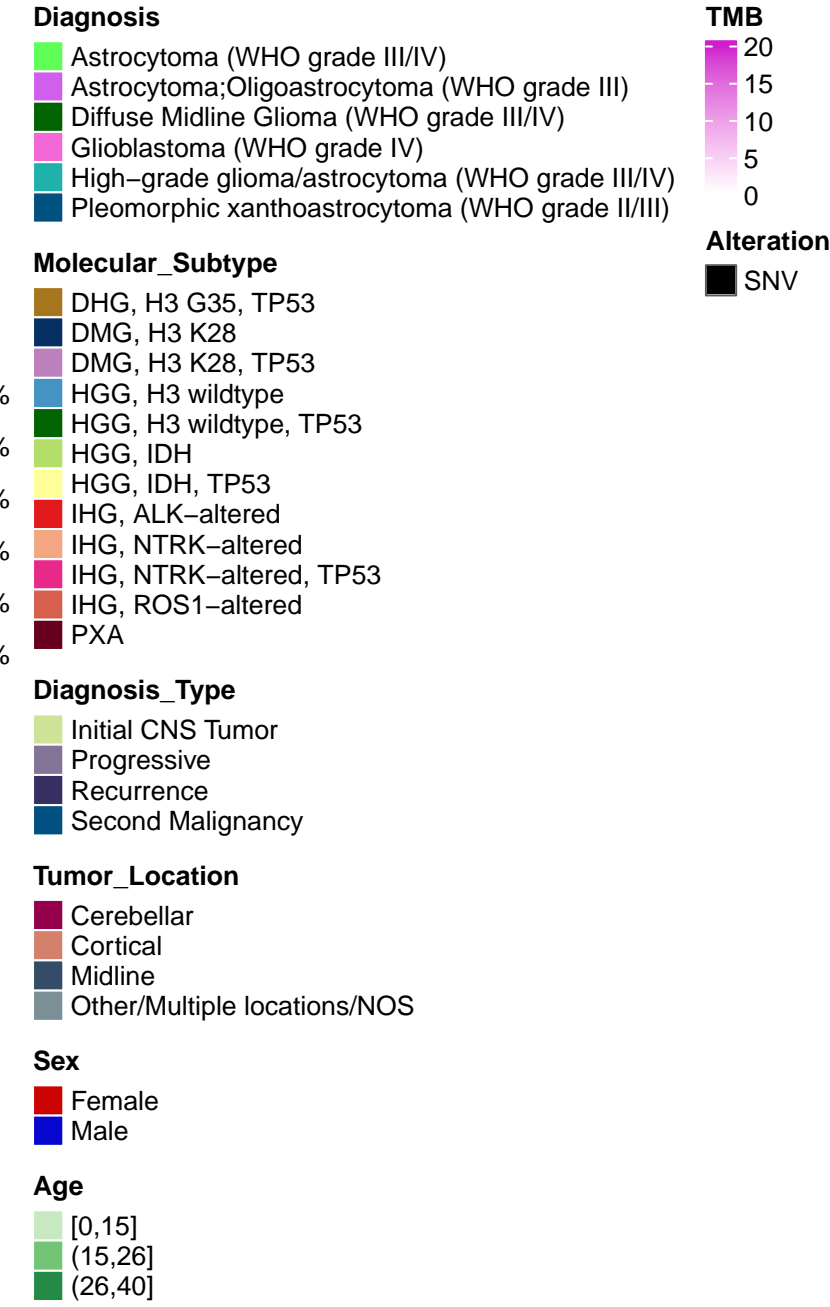 Diagnosis
Astrocytoma (WHO grade III/IV)
Astrocytoma;Oligoastrocytoma (WHO grade III)
Diffuse Midline Glioma (WHO grade III/IV)
Glioblastoma (WHO grade IV)
High−grade glioma/astrocytoma (WHO grade III/IV)
Pleomorphic xanthoastrocytoma (WHO grade II/III)
Molecular_Subtype
DHG, H3 G35, TP53
DMG, H3 K28
DMG, H3 K28, TP53
HGG, H3 wildtype
HGG, H3 wildtype, TP53
HGG, IDH
HGG, IDH, TP53
IHG, ALK−altered
IHG, NTRK−altered
IHG, NTRK−altered, TP53
IHG, ROS1−altered
PXA
%
%
%
%
%
%
Diagnosis_Type
Initial CNS Tumor
Progressive
Recurrence
Second Malignancy
Tumor_Location
Cerebellar
Cortical
Midline
Other/Multiple locations/NOS
Sex
Female
Male
Age
[0,15]
(15,26]
(26,40]
TMB
20
15
10
5
0
Alteration
SNV